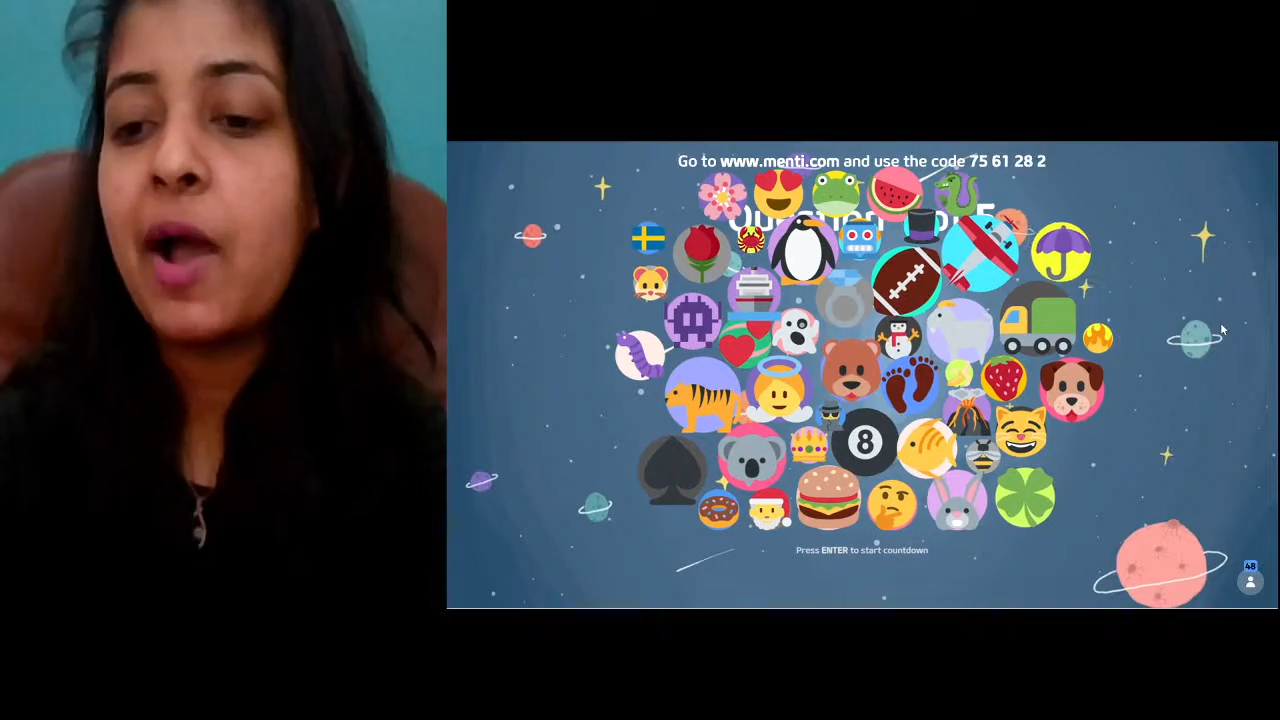 Go to www.menti.com and use the code 75 61 28 2
8
Press ENTER to start countdown
48